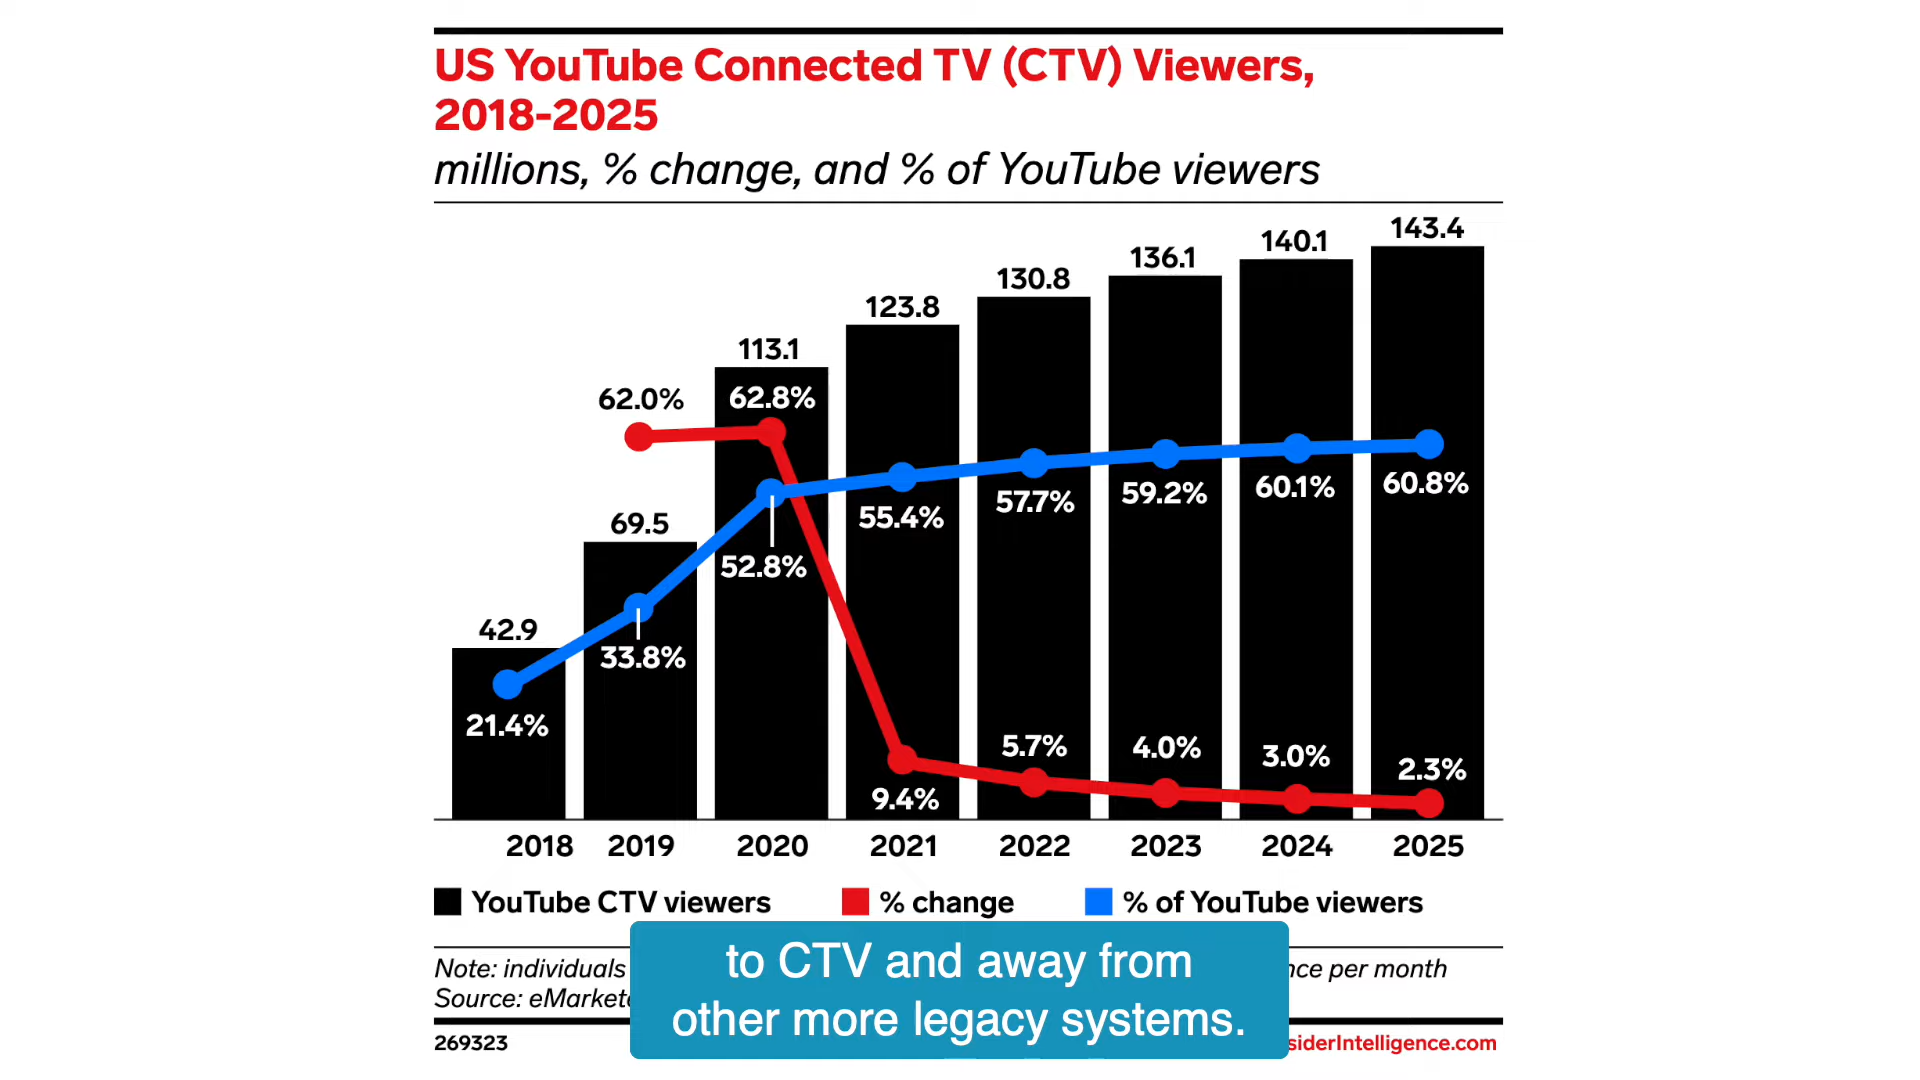 US YouTube Connected TV (CTV) Viewers,
2018-2025
millions, % change, and % of YouTube viewers
143.4
140.1
136.1
130.8
123.8
113.1
62.0%
62.8%
69.5
42.9
21.4%
33.8%
52.8%
55.4%
57.7%
59.2%
60.1%
60.8%
9.4%
5.7%
4.0%
3.0%
2.3%
2018 2019 2020 2021 2022 2023 2024 2025
YouTube CTV viewers % change % of YouTube viewers
Note: individuals
per month
Source:
to CTV and away from
other more legacy systems.
269323